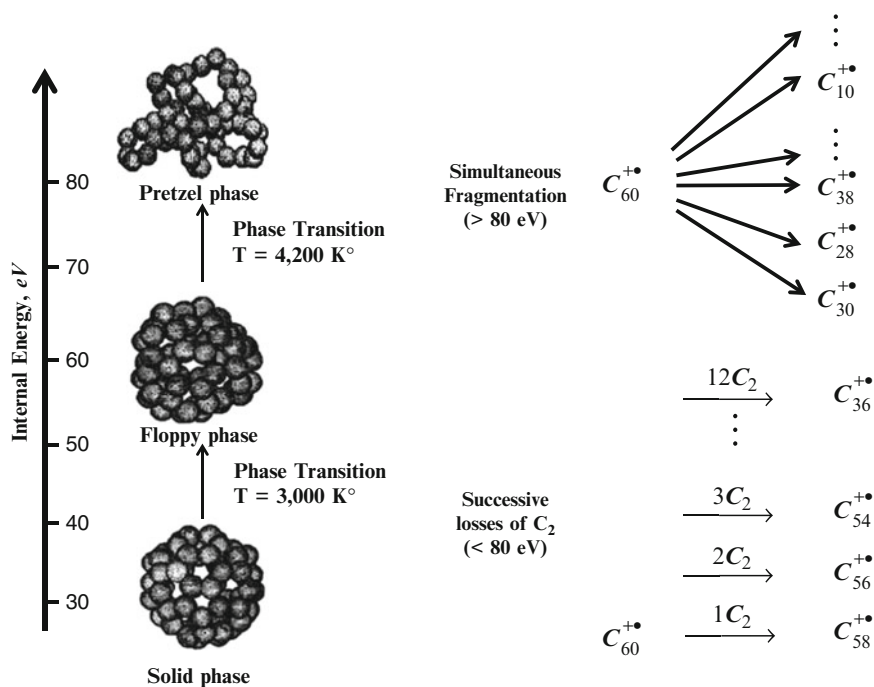 Internal Energy, eV
80
70
60
50
40
30
Pretzel phase
Phase Transition
T = 4,200 K°
Floppy phase
Phase Transition
T = 3,000 K°
Solid phase
Simultaneous
Fragmentation
(> 80 eV)
C60+•
⋮
C10+•
⋮
C38+•
C28+•
C30+•
Successive
losses of C2
(< 80 eV)
12C2
C36+•
⋮
3C2
C54+•
2C2
C56+•
C60+•
1C2
C58+•